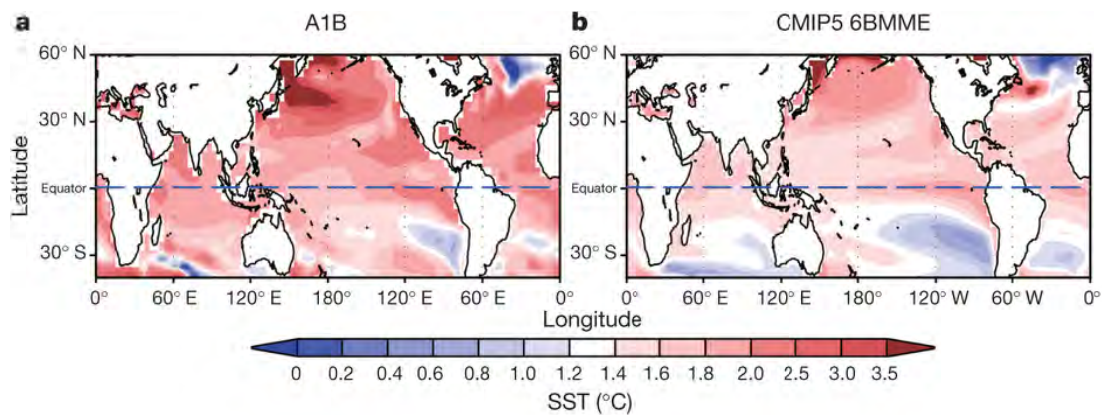 a
A1B
b
CMIP5 6BMME
60° N
30° N
Equator
30° S
Latitude
0°
60° E
120° E
180°
120° E
60° E
0°
60° N
30° N
Equator
30° S
0°
60° E
120° E
180°
120° W
60° W
0°
Longitude
0
0.2
0.4
0.6
0.8
1.0
1.2
1.4
1.6
1.8
2.0
2.5
3.0
3.5
SST (°C)